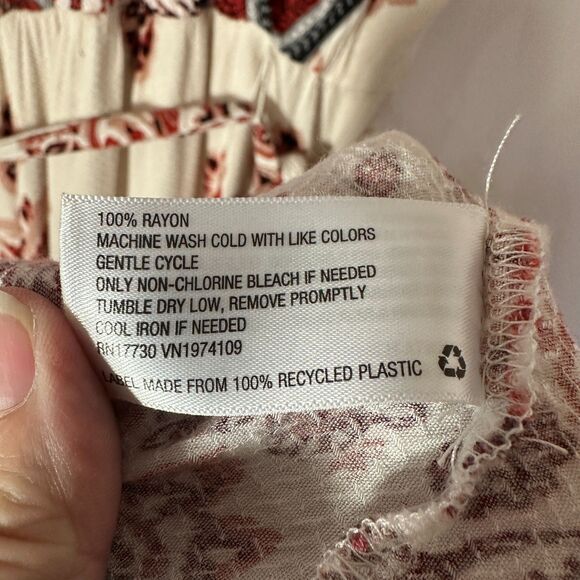 100% RAYON
MACHINE WASH COLD WITH LIKE COLORS
GENTLE CYCLE
ONLY NON-CHLORINE BLEACH IF NEEDED
TUMBLE DRY LOW, REMOVE PROMPTLY
COOL IRON IF NEEDED
RN17730 VN1974109
LABEL MADE FROM 100% RECYCLED PLASTIC